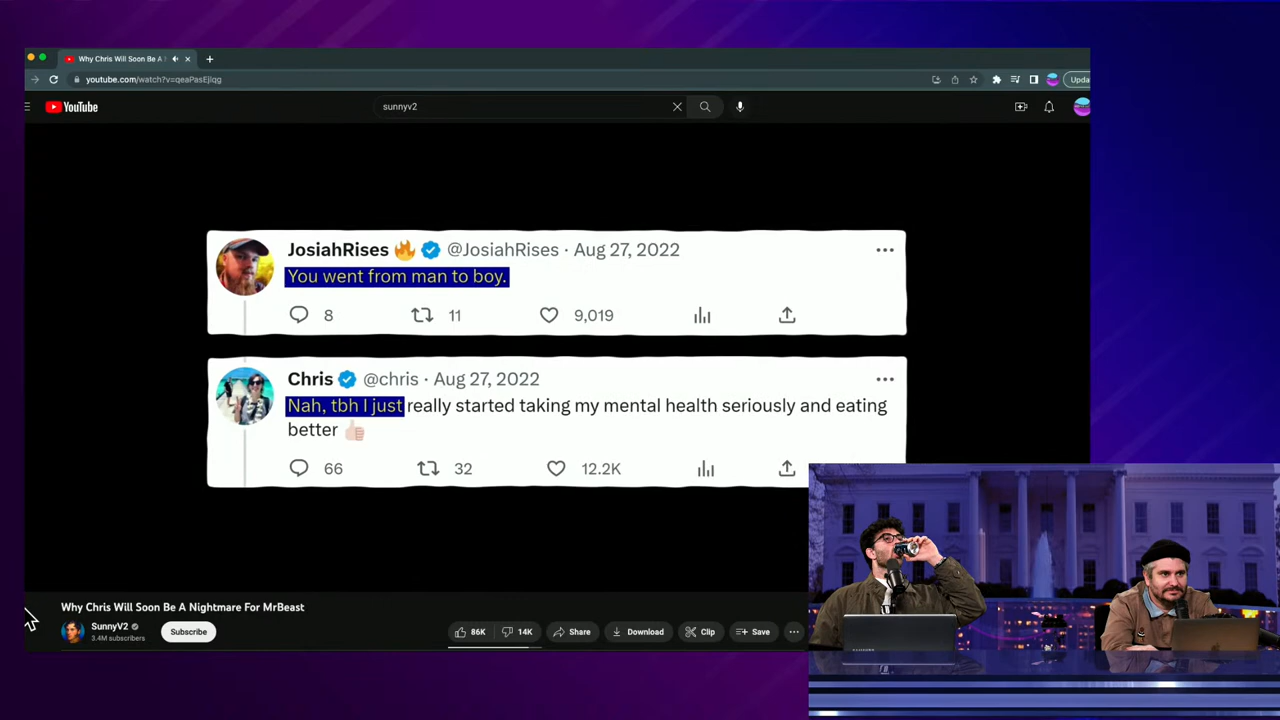 Why Chris Will Soon Be A
youtube.com/watch?v=qeaPasEjlqg
Upda
YouTube
sunnyv2
JosiahRises 🔥 @JosiahRises · Aug 27, 2022
You went from man to boy.
8 11 9,019
Chris @chris · Aug 27, 2022
Nah, tbh I just really started taking my mental health seriously and eating
better 👍🏻
66 32 12.2K
Why Chris Will Soon Be A Nightmare For MrBeast
SunnyV2
3.4M subscribers
Subscribe
86K 14K Share Download Clip Save